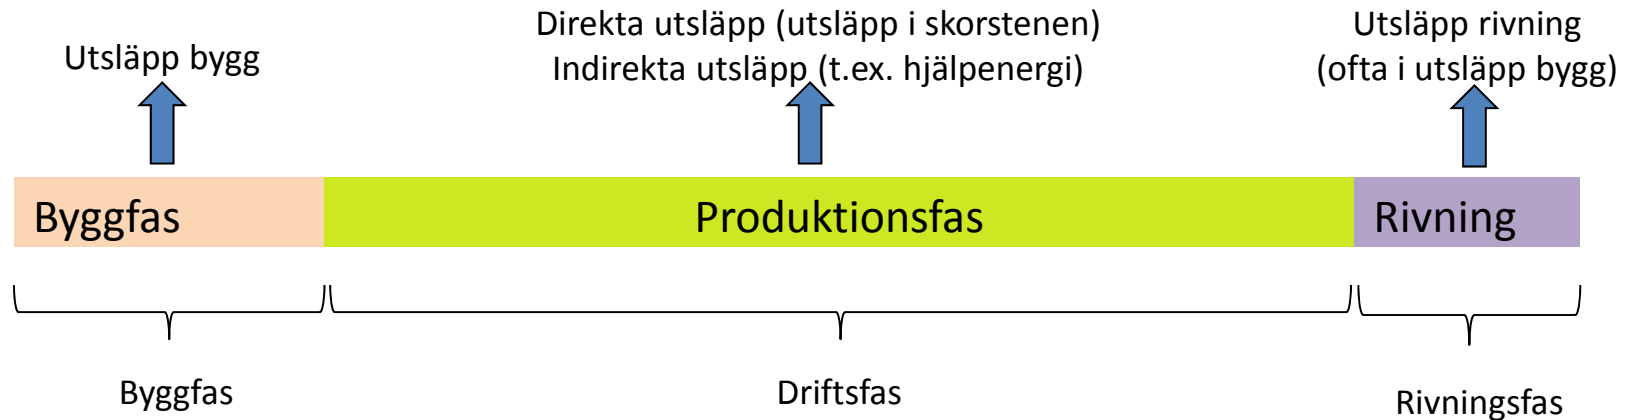 Utsläpp bygg
Direkta utsläpp (utsläpp i skorstenen)
Indirekta utsläpp (t.ex. hjälpenergi)
Utsläpp rivning
(ofta i utsläpp bygg)
Byggfas
Produktionsfas
Rivning
Byggfas
Driftsfas
Rivningsfas